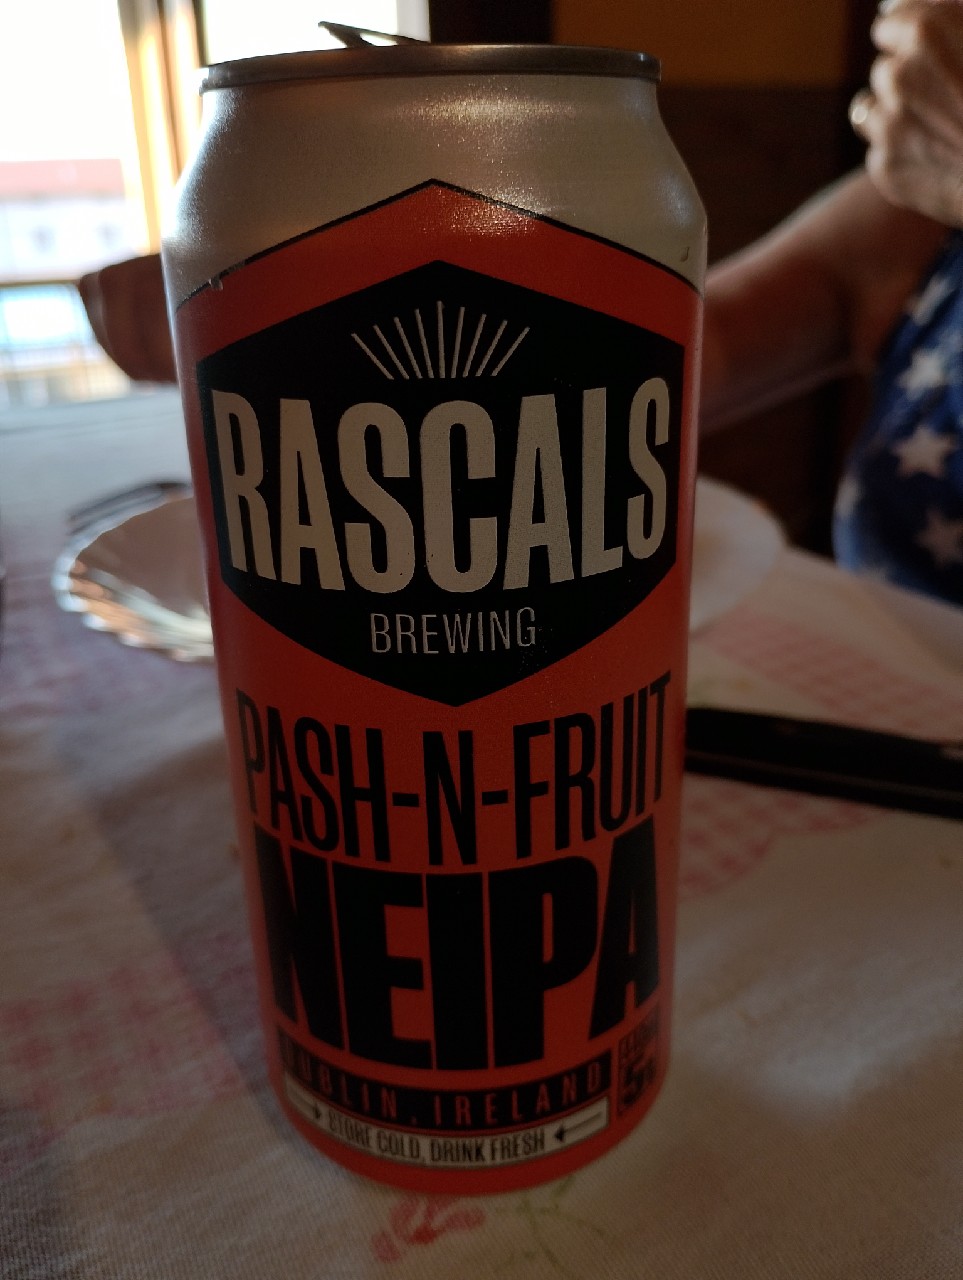 RASCALS
BREWING
PASH-N-FRUIT
NEIPA
DUBLIN.IRELAND
STORE COLD, DRINK FRESH